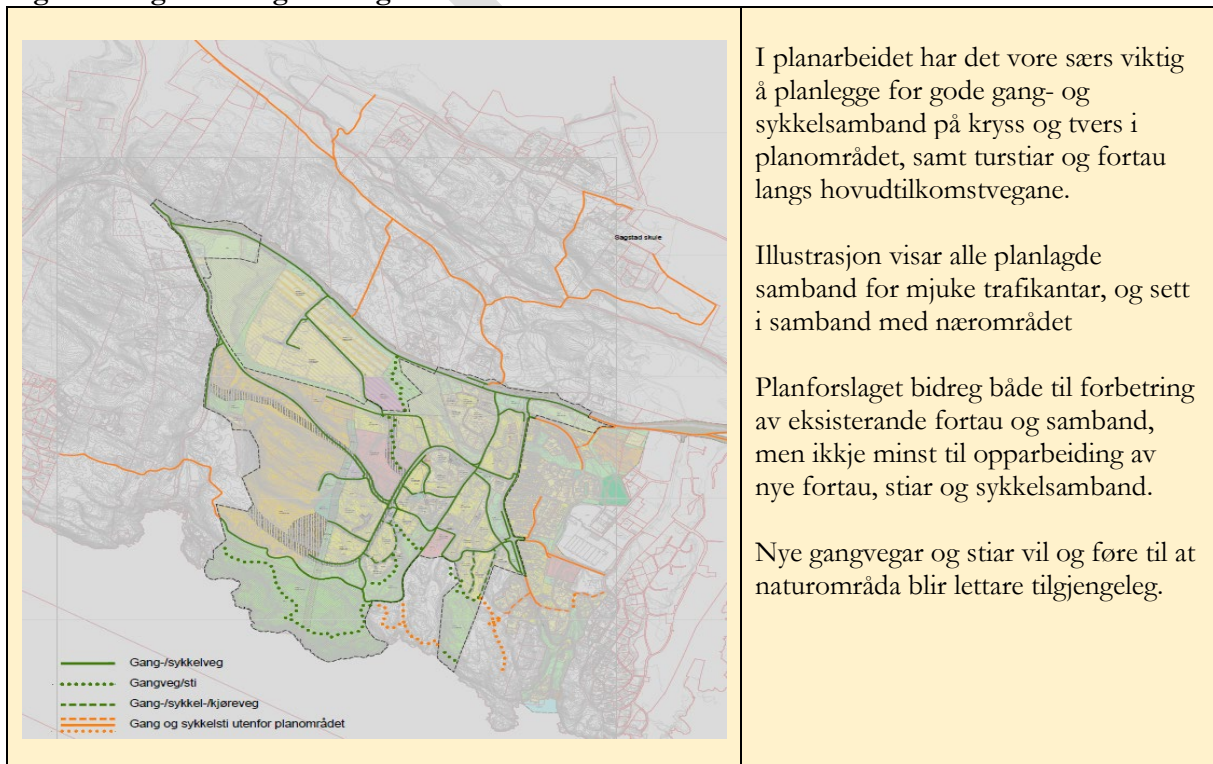 Sagstad skule
Gang-/sykkelveg
Gangveg/sti
Gang-/sykkel-/kjøreveg
Gang og sykkelsti utenfor planområdet
I planarbeidet har det vore særs viktig
å planlegge for gode gang- og
sykkelsamband på kryss og tvers i
planområdet, samt turstiar og fortau
langs hovudtilkomstvegane.
Illustrasjon visar alle planlagde
samband for mjuke trafikantar, og sett
i samband med nærområdet
Planforslaget bidreg både til forbetring
av eksisterande fortau og samband,
men ikkje minst til opparbeiding av
nye fortau, stiar og sykkelsamband.
Nye gangvegar og stiar vil og føre til at
naturområda blir lettare tilgjengeleg.